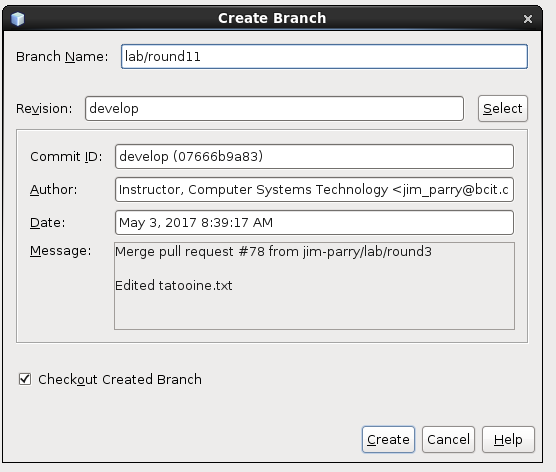 Create Branch
Branch Name: lab/round11
Revision: develop Select
Commit ID: develop (07666b9a83)
Author: Instructor, Computer Systems Technology <jim_parry@bcit.c
Date: May 3, 2017 8:39:17 AM
Message: Merge pull request #78 from jim-parry/lab/round3
Edited tatooine.txt
Checkout Created Branch
Create Cancel Help